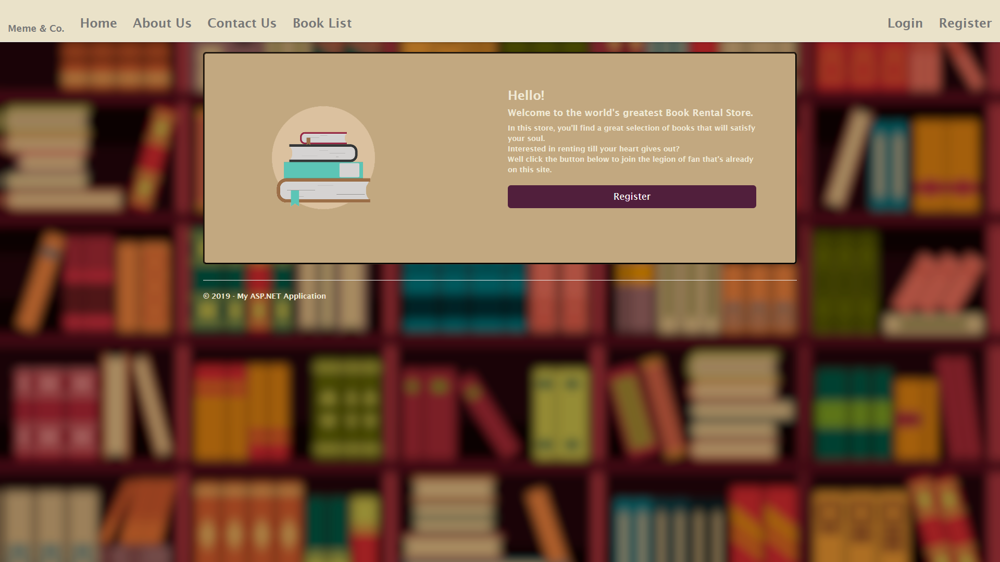 Meme & Co. Home About Us Contact Us Book List Login Register
Hello!
Welcome to the world's greatest Book Rental Store.
In this store, you'll find a great selection of books that will satisfy
your soul.
Interested in renting till your heart gives out?
Well click the button below to join the legion of fan that's already
on this site.
Register
© 2019 - My ASP.NET Application